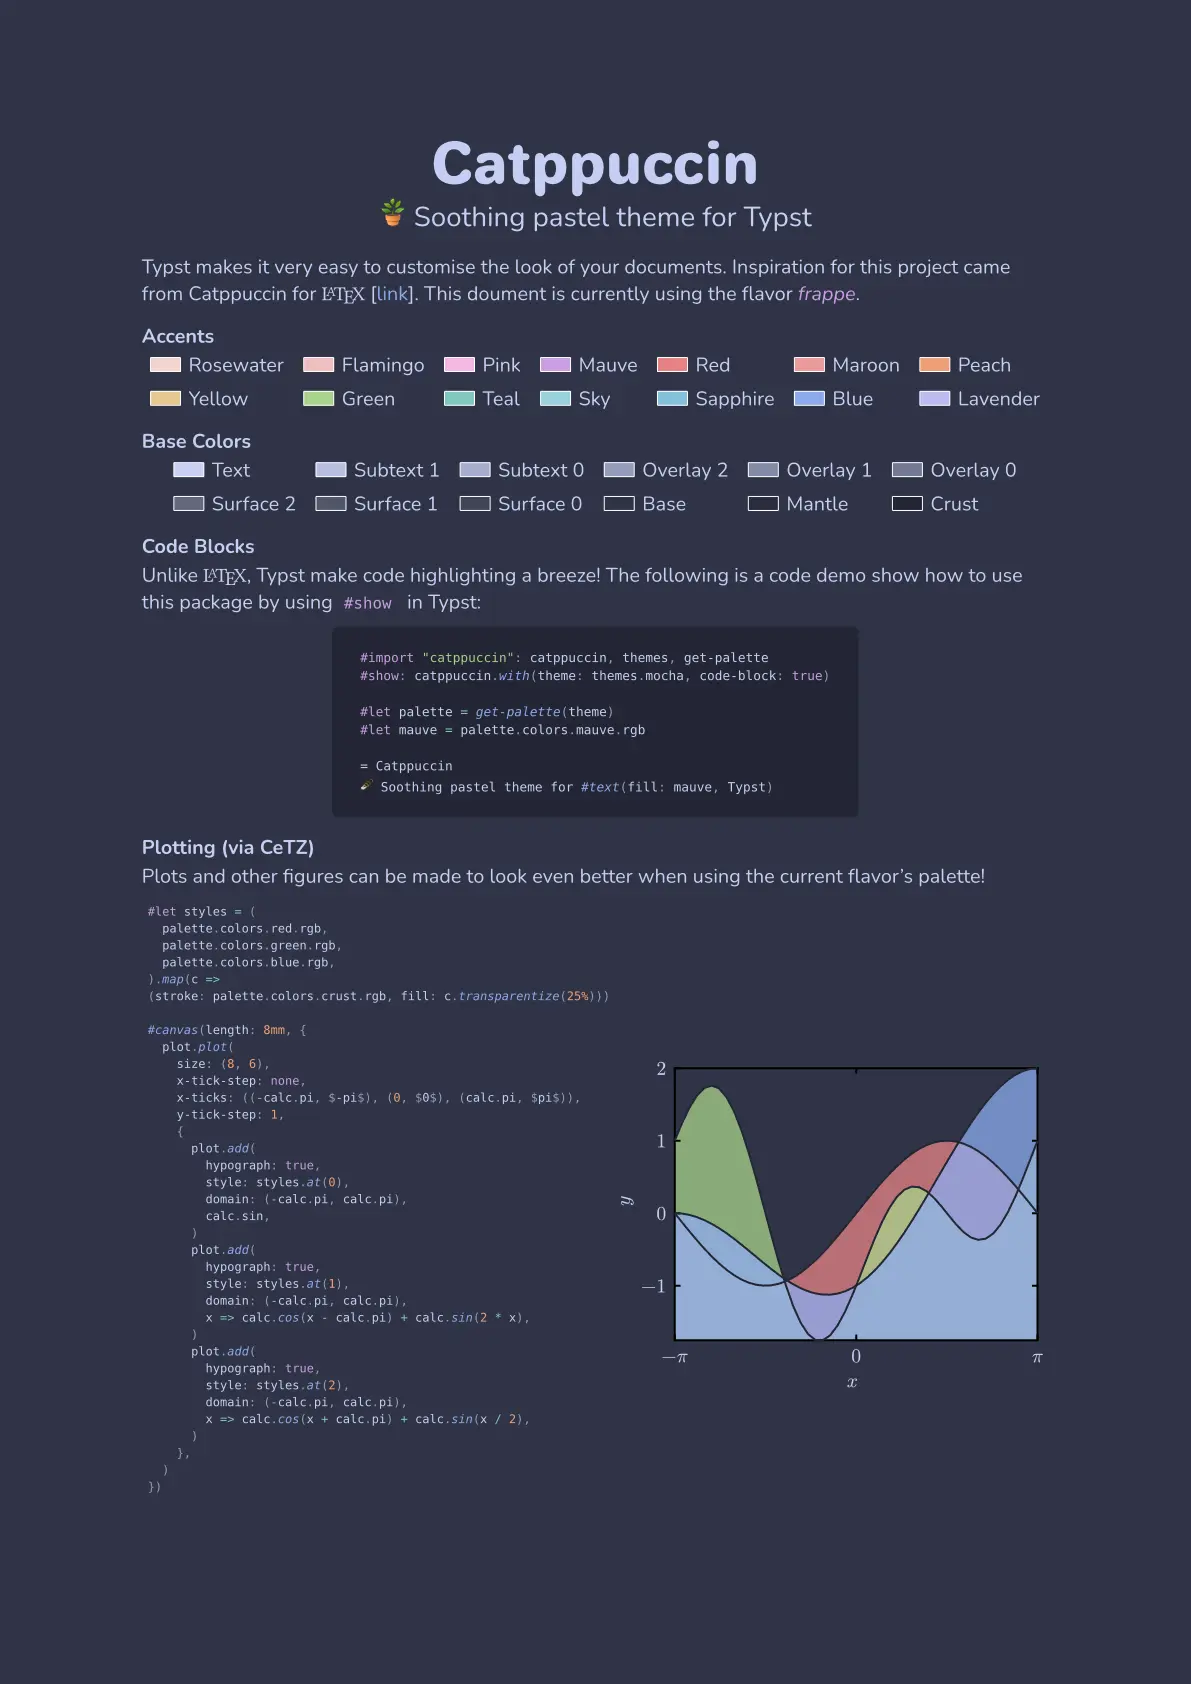 Catppuccin
🪴 Soothing pastel theme for Typst
Typst makes it very easy to customise the look of your documents. Inspiration for this project came
from Catppuccin for LATEX [link]. This doument is currently using the flavor frappe.
Accents
Rosewater Flamingo Pink Mauve Red Maroon Peach
Yellow Green Teal Sky Sapphire Blue Lavender
Base Colors
Text Subtext 1 Subtext 0 Overlay 2 Overlay 1 Overlay 0
Surface 2 Surface 1 Surface 0 Base Mantle Crust
Code Blocks
Unlike LATEX, Typst make code highlighting a breeze! The following is a code demo show how to use
this package by using #show in Typst:
#import "catppuccin": catppuccin, themes, get-palette
#show: catppuccin.with(theme: themes.mocha, code-block: true)
#let palette = get-palette(theme)
#let mauve = palette.colors.mauve.rgb
= Catppuccin
🪶 Soothing pastel theme for #text(fill: mauve, Typst)
Plotting (via CeTZ)
Plots and other figures can be made to look even better when using the current flavor’s palette!
#let styles = (
  palette.colors.red.rgb,
  palette.colors.green.rgb,
  palette.colors.blue.rgb,
).map(c =>
(stroke: palette.colors.crust.rgb, fill: c.transparentize(25%)))
#canvas(length: 8mm, {
  plot.plot(
    size: (8, 6),
    x-tick-step: none,
    x-ticks: ((-calc.pi, $-pi$), (0, $0$), (calc.pi, $pi$)),
    y-tick-step: 1,
    {
      plot.add(
        hypograph: true,
        style: styles.at(0),
        domain: (-calc.pi, calc.pi),
        calc.sin,
      )
      plot.add(
        hypograph: true,
        style: styles.at(1),
        domain: (-calc.pi, calc.pi),
        x => calc.cos(x - calc.pi) + calc.sin(2 * x),
      )
      plot.add(
        hypograph: true,
        style: styles.at(2),
        domain: (-calc.pi, calc.pi),
        x => calc.cos(x + calc.pi) + calc.sin(x / 2),
      )
    },
  )
})
2
1
0
−1
y
−π 0 π
x